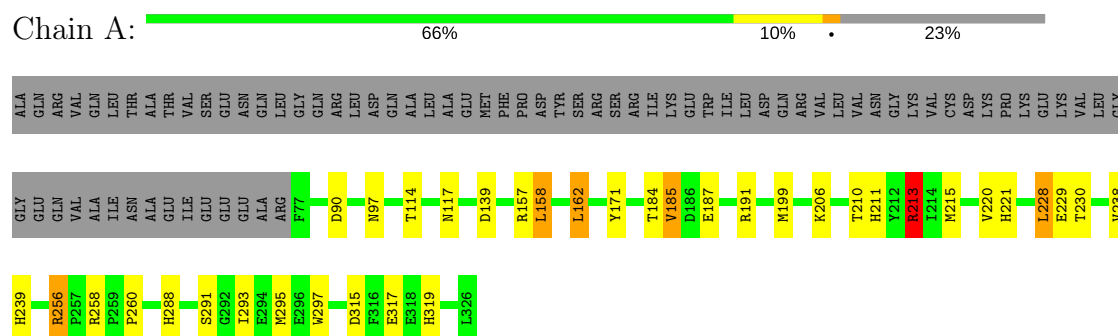 Chain A:
66% 10% • 23%
ALA GLN ARG VAL GLN LEU THR ALA THR VAL SER GLU ASN GLN LEU GLY GLN ARG LEU ASP GLN ALA LEU ALA GLU MET PHE PRO ASP TYR SER ARG SER ARG ILE LYS GLU TRP ILE LEU ASP GLN ARG VAL LEU VAL ASN GLY LYS VAL CYS ASP LYS PRO LYS GLU LYS VAL LEU GLY
GLY GLU GLN VAL ALA ILE ASN ALA GLU ILE GLU GLU GLU ALA ARG F77 D90 N97 T114 N117 D139 R157 L158 L162 Y171 T184 V185 D186 E187 R191 M199 K206 T210 H211 Y212 R213 I214 M215 V220 H221 L228 E229 T230
H239 R256 P257 R258 P259 P260 H288 S291 G292 I293 E294 M295 E296 W297 D315 F316 E317 E318 H319 L326